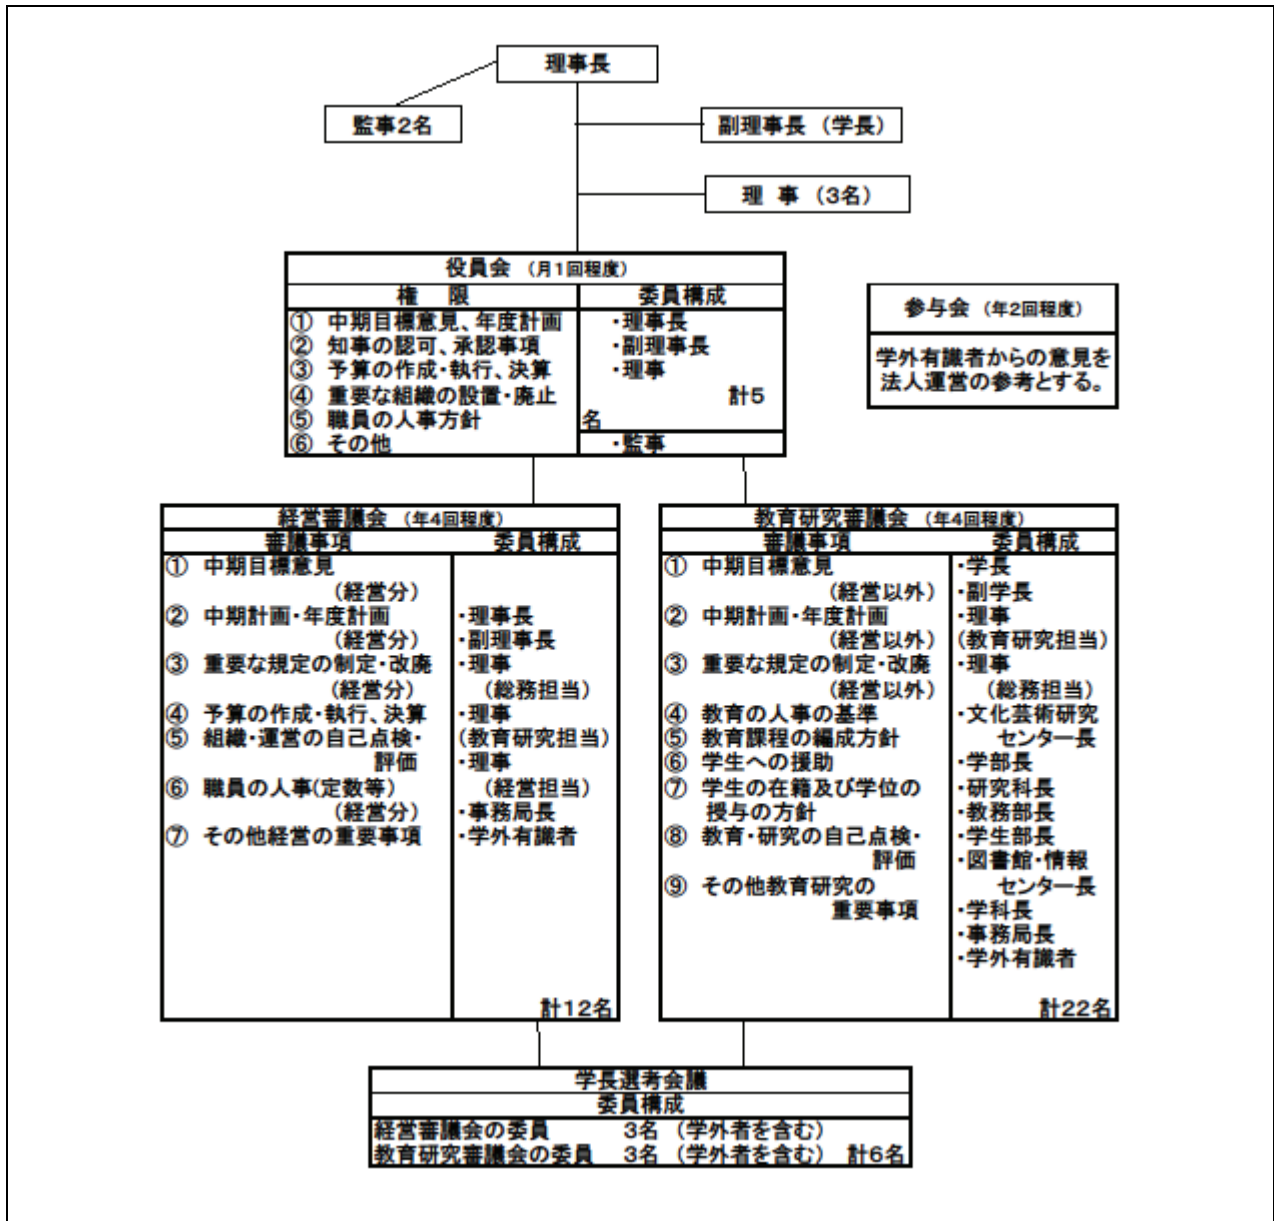 理事長
監事2名
副理事長（学長）
理　事（3名）
役員会（月1回程度）
権　限
委員構成
① 中期目標意見、年度計画
② 知事の認可、承認事項
③ 予算の作成・執行、決算
④ 重要な組織の設置・廃止
⑤ 職員の人事方針
⑥ その他
・理事長
・副理事長
・理事
計5
名
・監事
参与会（年2回程度）
学外有識者からの意見を
法人運営の参考とする。
経営審議会（年4回程度）
審議事項
委員構成
① 中期目標意見
（経営分）
② 中期計画・年度計画
（経営分）
③ 重要な規定の制定・改廃
（経営分）
④ 予算の作成・執行、決算
⑤ 組織・運営の自己点検・
評価
⑥ 職員の人事(定数等）
（経営分）
⑦ その他経営の重要事項
・理事長
・副理事長
・理事
（総務担当）
・理事
（教育研究担当）
・理事
（経営担当）
・事務局長
・学外有識者
計12名
教育研究審議会（年4回程度）
審議事項
委員構成
① 中期目標意見
（経営以外）
② 中期計画・年度計画
（経営以外）
③ 重要な規定の制定・改廃
（経営以外）
④ 教育の人事の基準
⑤ 教育課程の編成方針
⑥ 学生への援助
⑦ 学生の在籍及び学位の
授与の方針
⑧ 教育・研究の自己点検・
評価
⑨ その他教育研究の
重要事項
・学長
・副学長
・理事
（教育研究担当）
・理事
（総務担当）
・文化芸術研究
センター長
・学部長
・研究科長
・教務部長
・学生部長
・図書館・情報
センター長
・学科長
・事務局長
・学外有識者
計22名
学長選考会議
委員構成
経営審議会の委員　3名（学外者を含む）
教育研究審議会の委員　3名（学外者を含む）計6名